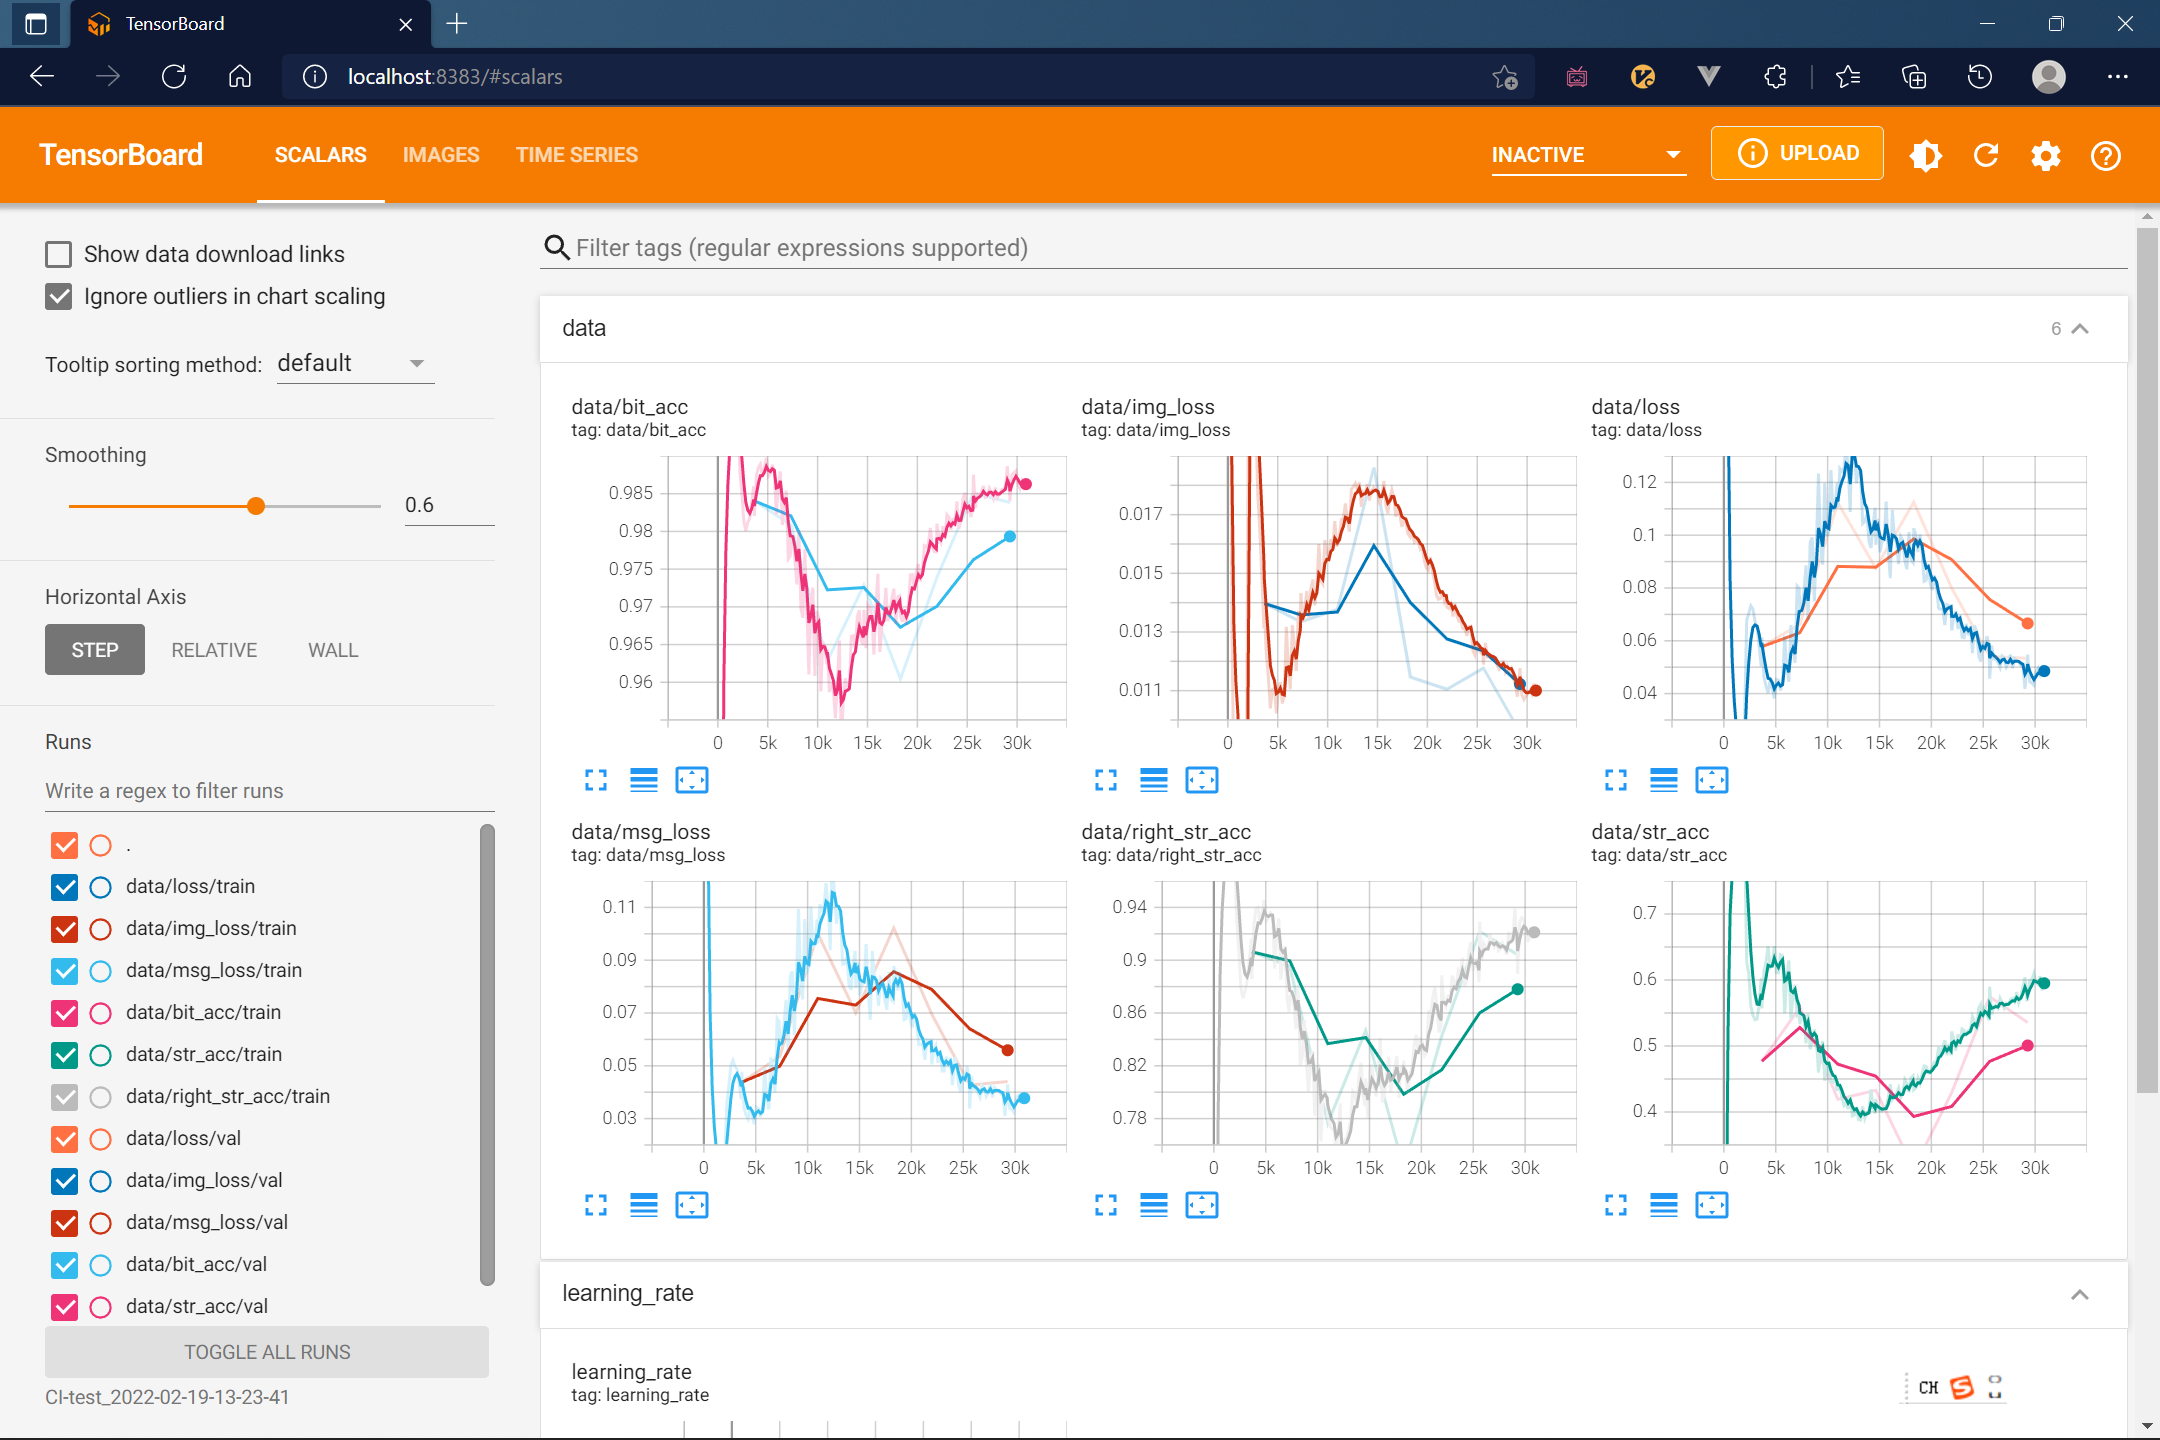 TensorBoard
localhost:8383/#scalars
TensorBoard
SCALARS
IMAGES
TIME SERIES
INACTIVE
UPLOAD
Show data download links
Ignore outliers in chart scaling
Tooltip sorting method: default
Smoothing
0.6
Horizontal Axis
STEP
RELATIVE
WALL
Runs
Write a regex to filter runs
.
data/loss/train
data/img_loss/train
data/msg_loss/train
data/bit_acc/train
data/str_acc/train
data/right_str_acc/train
data/loss/val
data/img_loss/val
data/msg_loss/val
data/bit_acc/val
data/str_acc/val
TOGGLE ALL RUNS
CI-test_2022-02-19-13-23-41
Filter tags (regular expressions supported)
data
6
data/bit_acc
tag: data/bit_acc
0.985
0.98
0.975
0.97
0.965
0.96
0 5k 10k 15k 20k 25k 30k
data/img_loss
tag: data/img_loss
0.017
0.015
0.013
0.011
0 5k 10k 15k 20k 25k 30k
data/loss
tag: data/loss
0.12
0.1
0.08
0.06
0.04
0 5k 10k 15k 20k 25k 30k
data/msg_loss
tag: data/msg_loss
0.11
0.09
0.07
0.05
0.03
0 5k 10k 15k 20k 25k 30k
data/right_str_acc
tag: data/right_str_acc
0.94
0.9
0.86
0.82
0.78
0 5k 10k 15k 20k 25k 30k
data/str_acc
tag: data/str_acc
0.7
0.6
0.5
0.4
0 5k 10k 15k 20k 25k 30k
learning_rate
learning_rate
tag: learning_rate
CH